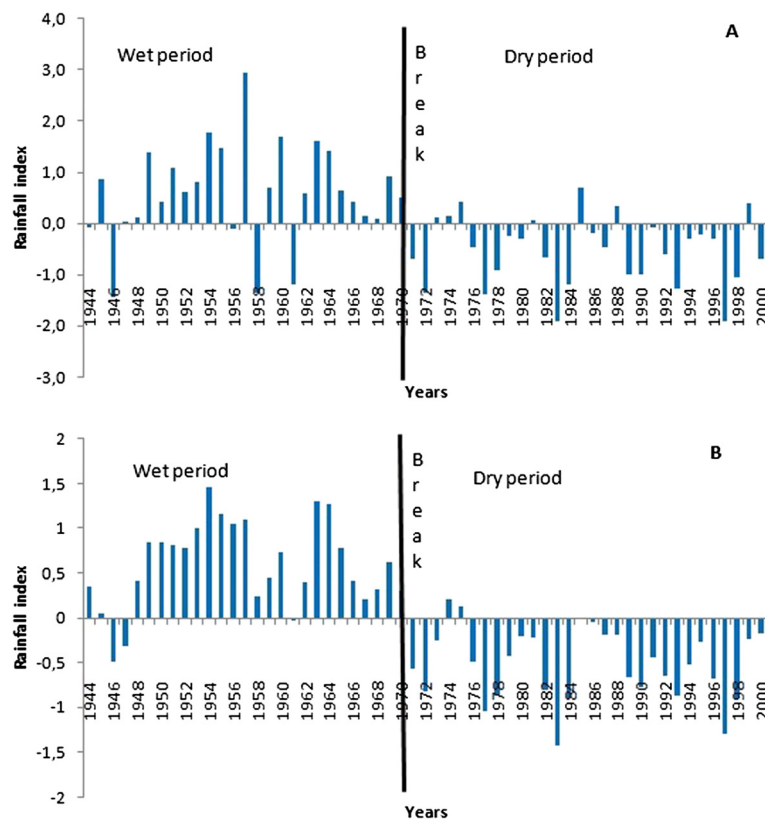 4,0
A
Wet period
Break
Dry period
3,0
2,0
1,0
0,0
-1,0
-2,0
-3,0
Rainfall index
1944 1946 1948 1950 1952 1954 1956 1958 1960 1962 1964 1966 1968 1970 1972 1974 1976 1978 1980 1982 1984 1986 1988 1990 1992 1994 1996 1998 2000
Years
2
B
Wet period
Break
Dry period
1,5
1
0,5
0
-0,5
-1
-1,5
-2
Rainfall index
1944 1946 1948 1950 1952 1954 1956 1958 1960 1962 1964 1966 1968 1970 1972 1974 1976 1978 1980 1982 1984 1986 1988 1990 1992 1994 1996 1998 2000
Years